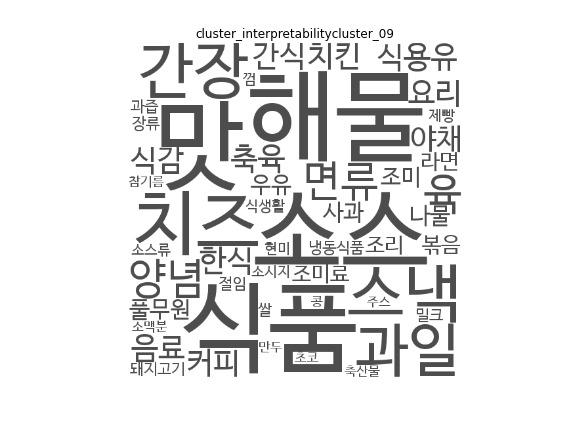 cluster_interpretabilitycluster_09
간장
간식
치킨
식용유
껌
요리
과즙
마
해물
제빵
장류
야채
식감
축육
면류
라면
참기름
우유
조미
육
스
식생활
사과
나물
치즈
소스
소스류
한식
현미
냉동식품
조리
볶음
양념
소시지
조미료
스낵
절임
풀무원
쌀
콩
주스
밀크
식품
소맥분
음료
커피
만두
초코
과일
돼지고기
축산물